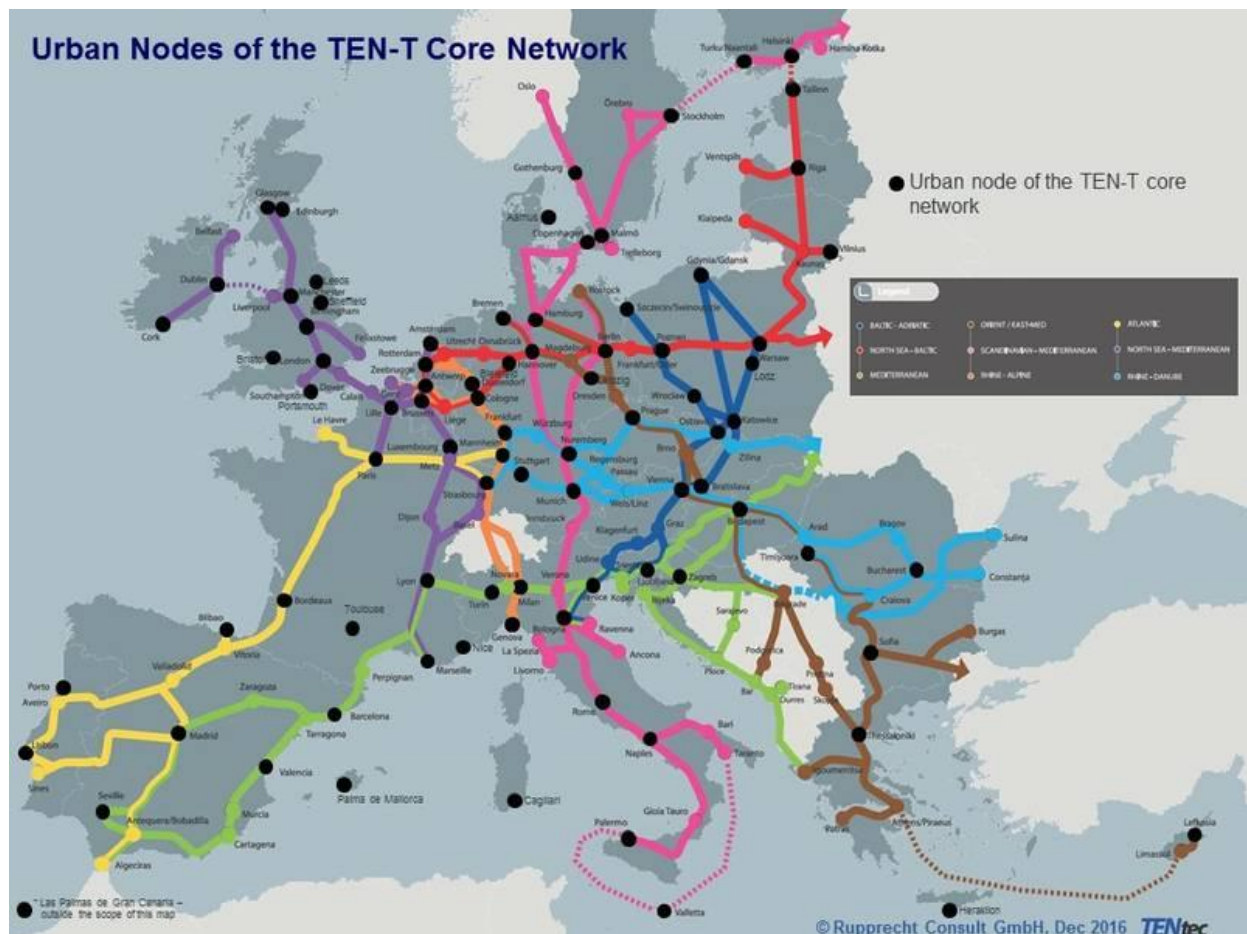 Urban Nodes of the TEN-T Core Network
Helsinki
Turku/Naantali
Hamina-Kotka
Oslo
Tallinn
Örebro
Stockholm
Ventspils
Riga
Gothenburg
Urban node of the TEN-T core
network
Glasgow
Edinburgh
Klaipeda
Aarhus
Belfast
Copenhagen
Malmö
Trelleborg
Kaunas
Vilnius
Gdynia/Gdansk
Dublin
Leeds
Manchester
Sheffield
Liverpool
Birmingham
Rostock
Szczecin/Swinoujscie
Legend
Bremen
Hamburg
BALTIC - ADRIATIC
ORIENT / EAST-MED
ATLANTIC
Cork
Felixstowe
Amsterdam
Utrecht
Osnabrück
Magdeburg
Berlin
Poznan
NORTH SEA - BALTIC
SCANDINAVIAN - MEDITERRANEAN
NORTH SEA - MEDITERRANEAN
Bristol
London
Rotterdam
Hannover
Frankfurt/Oder
Warsaw
Zeebrugge
Antwerp
Düsseldorf
Leipzig
Lodz
MEDITERRANEAN
RHINE - ALPINE
RHINE - DANUBE
Southampton
Portsmouth
Dover
Calais
Cologne
Dresden
Wroclaw
Lille
Brussels
Liege
Frankfurt
Prague
Ostrava
Katowice
Le Havre
Luxembourg
Mannheim
Würzburg
Nuremberg
Paris
Metz
Stuttgart
Regensburg
Brno
Zilina
Passau
Strasbourg
Munich
Wels/Linz
Vienna
Bratislava
Dijon
Basel
Innsbruck
Klagenfurt
Graz
Budapest
Arad
Brasov
Sulina
Udine
Timisoara
Lyon
Novara
Verona
Venice
Koper
Ljubljana
Zagreb
Bucharest
Constanța
Bordeaux
Toulouse
Turin
Milan
Rijeka
Belgrade
Craiova
Bilbao
Sarajevo
Genova
Bologna
Ravenna
Nice
La Spezia
Ancona
Burgas
Vitoria
Sofia
Valladolid
Livorno
Podgorica
Pristina
Marseille
Ploce
Porto
Zaragoza
Perpignan
Bar
Tirana
Aveiro
Durres
Skopje
Rome
Barcelona
Bari
Lisbon
Madrid
Tarragona
Thessaloniki
Naples
Taranto
Valencia
Igoumenitsa
Sines
Palma de Mallorca
Cagliari
Seville
Murcia
Gioia Tauro
Antequera/Bobadilla
Athens/Piraeus
Patras
Palermo
Lefkosia
Cartagena
Limassol
Algeciras
* Las Palmas de Gran Canaria –
outside the scope of this map
Valletta
Heraklion
© Rupprecht Consult GmbH, Dec 2016 TENtec